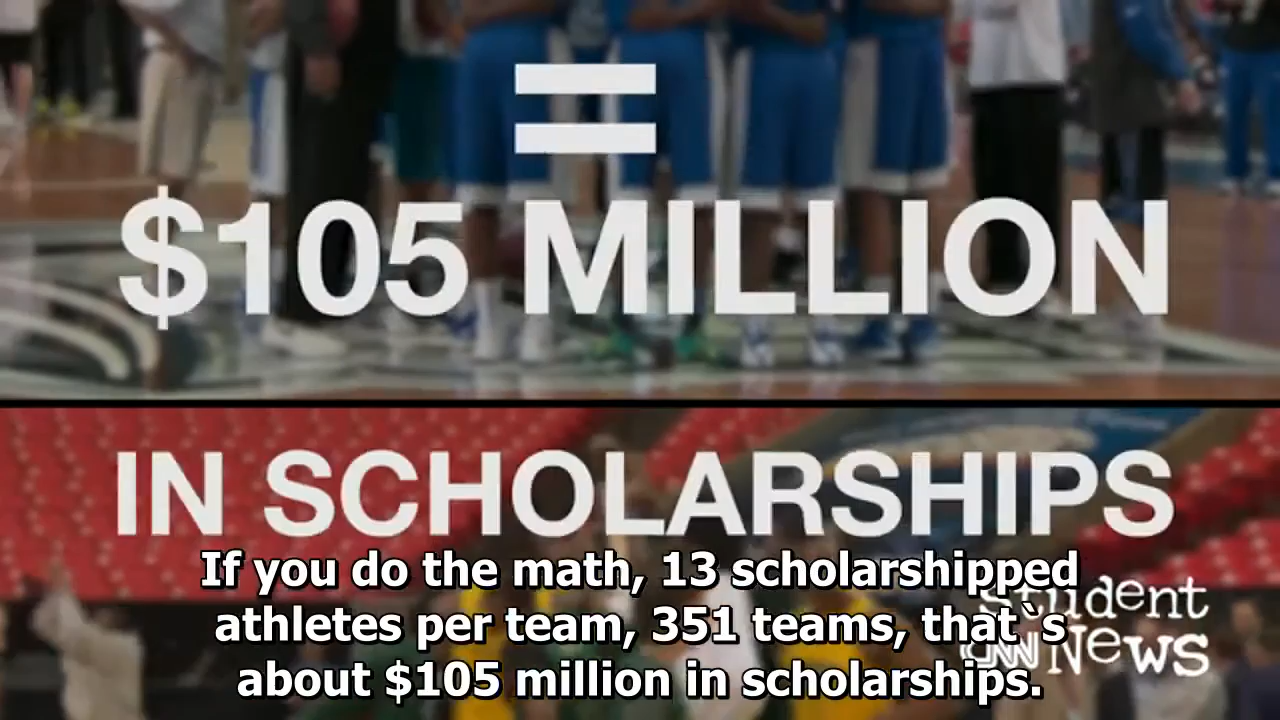 =
$105 MILLION
IN SCHOLARSHIPS
If you do the math, 13 scholarshipped
athletes per team, 351 teams, that`s
about $105 million in scholarships.
Student
CNN News